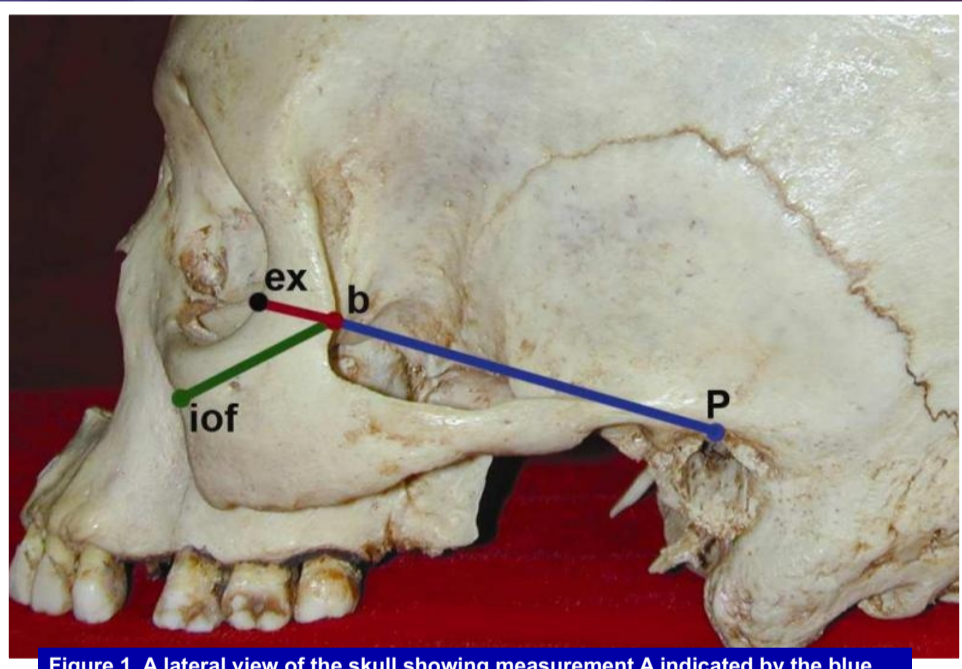 ex
b
P
iof
Figure 1. A lateral view of the skull showing measurement A indicated by the blue